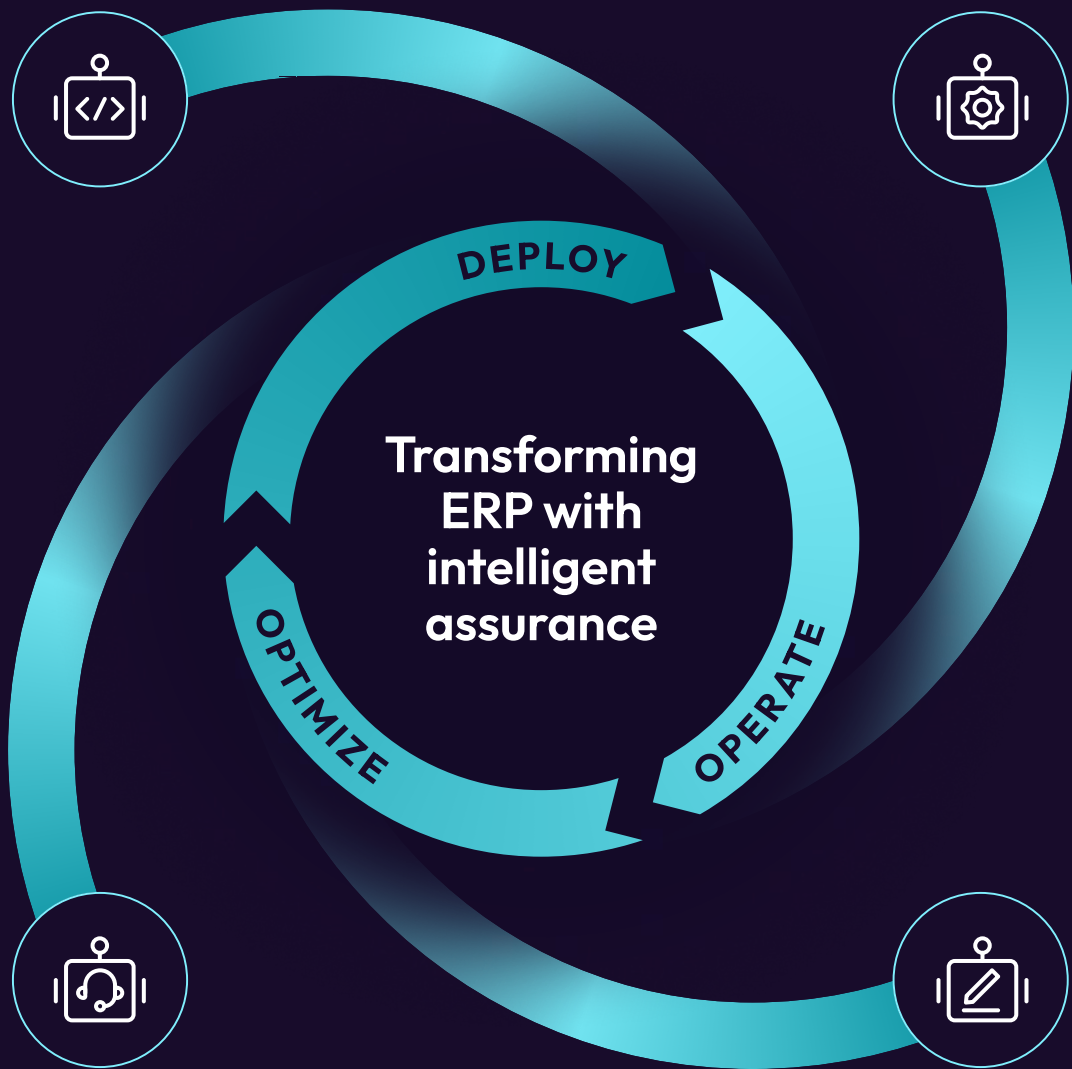 DEPLOY
Transforming
ERP with
intelligent
assurance
OPERATE
OPTIMIZE